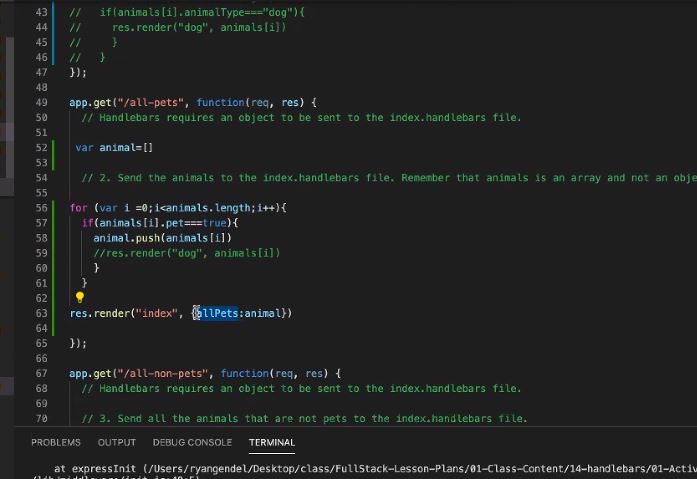 43 //   if(animals[i].animalType==="dog"){
44 //     res.render("dog", animals[i])
45 //     }
46 //   }
47 });
48
49 app.get("/all-pets", function(req, res) {
50 // Handlebars requires an object to be sent to the index.handlebars file.
51
52 var animal=[]
53
54 // 2. Send the animals to the index.handlebars file. Remember that animals is an array and not an obje
55
56 for (var i =0;i<animals.length;i++){
57 if(animals[i].pet===true){
58 animal.push(animals[i])
59 //res.render("dog", animals[i])
60 }
61 }
62
63 res.render("index", {allPets:animal})
64
65 });
66
67 app.get("/all-non-pets", function(req, res) {
68 // Handlebars requires an object to be sent to the index.handlebars file.
69
70 // 3. Send all the animals that are not pets to the index.handlebars file.
PROBLEMS OUTPUT DEBUG CONSOLE TERMINAL
at expressInit (/Users/ryangendel/Desktop/class/FullStack-Lesson-Plans/01-Class-Content/14-handlebars/01-Activ